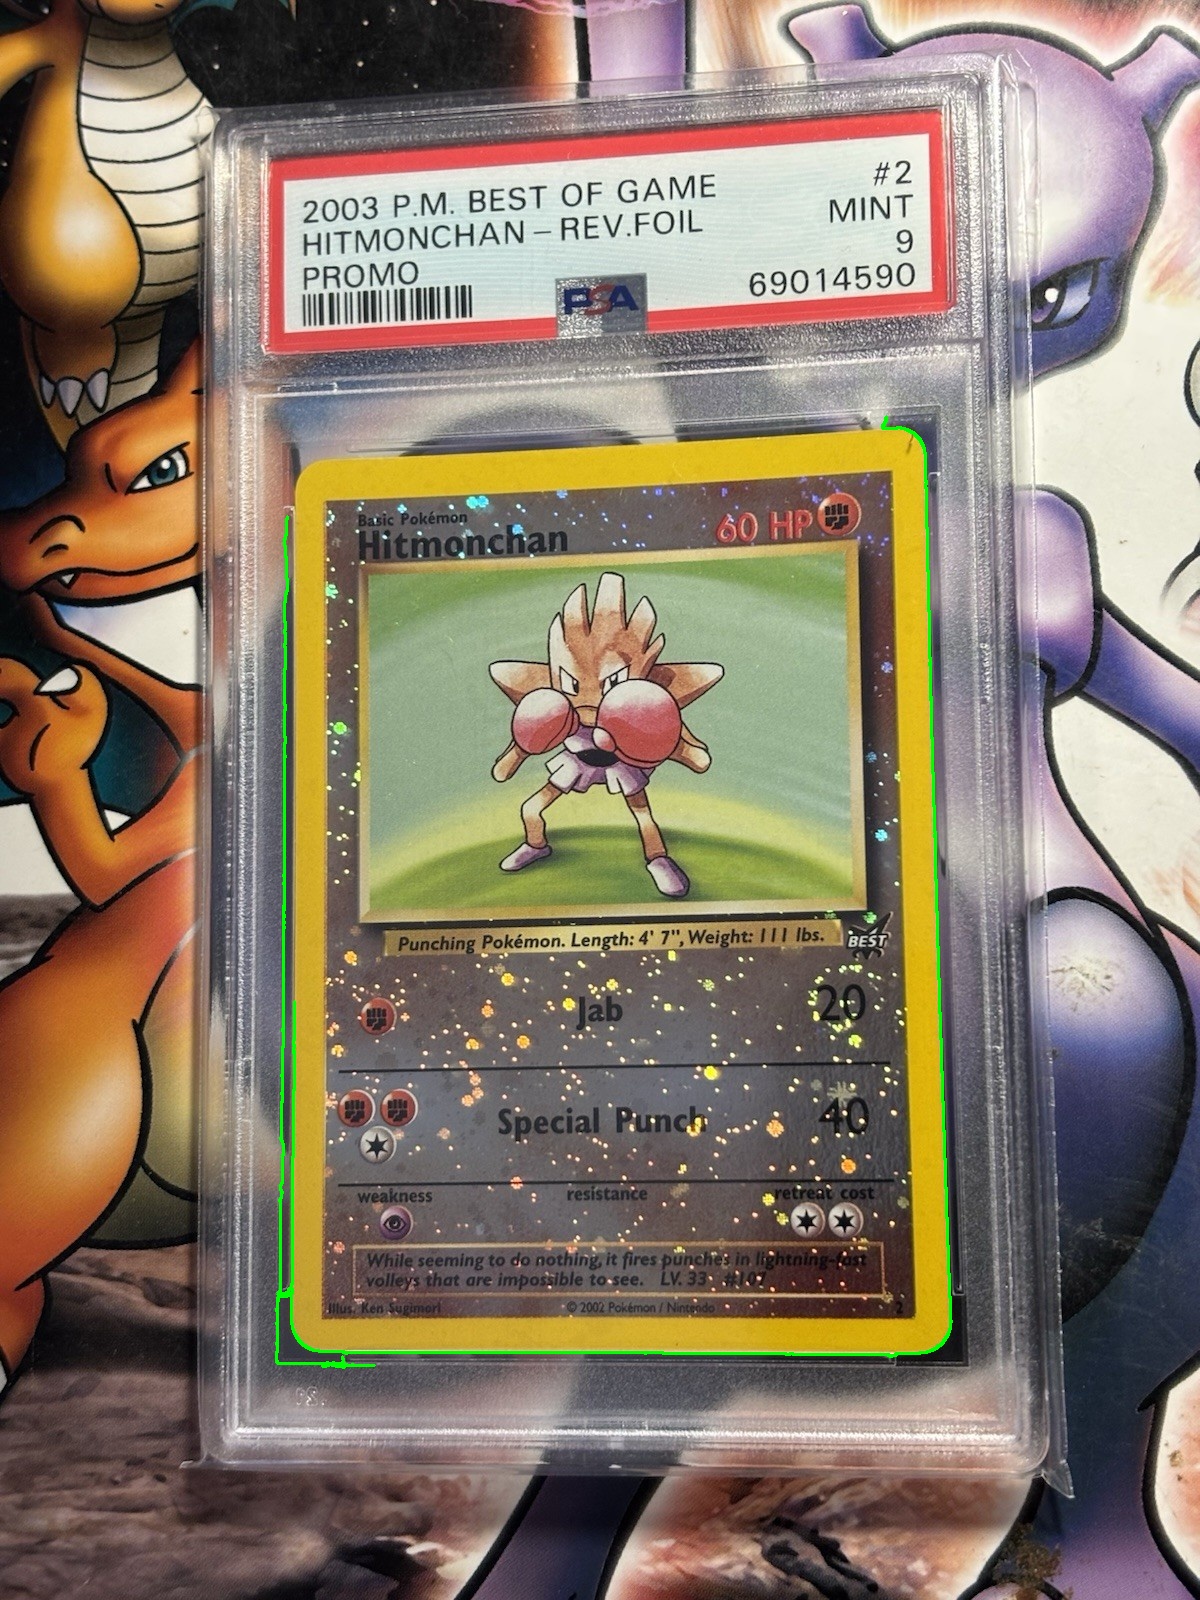 2003 P.M. BEST OF GAME #2
HITMONCHAN - REV.FOIL MINT
PROMO 9
PSA 69014590
Basic Pokémon
Hitmonchan 60 HP
Punching Pokémon. Length: 4' 7", Weight: 111 lbs.
BEST
Jab 20
Special Punch 40
weakness resistance retreat cost
While seeming to do nothing, it fires punches in lightning-fast
volleys that are impossible to see. LV. 33 #107
Illus. Ken Sugimori © 2002 Pokémon / Nintendo 2